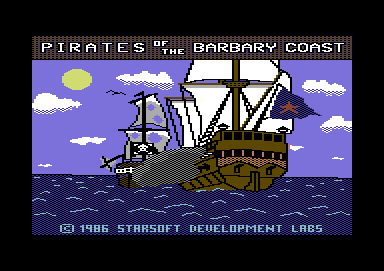 PIRATES OF THE BARBARY COAST
© 1986 STARSOFT DEVELOPMENT LABS